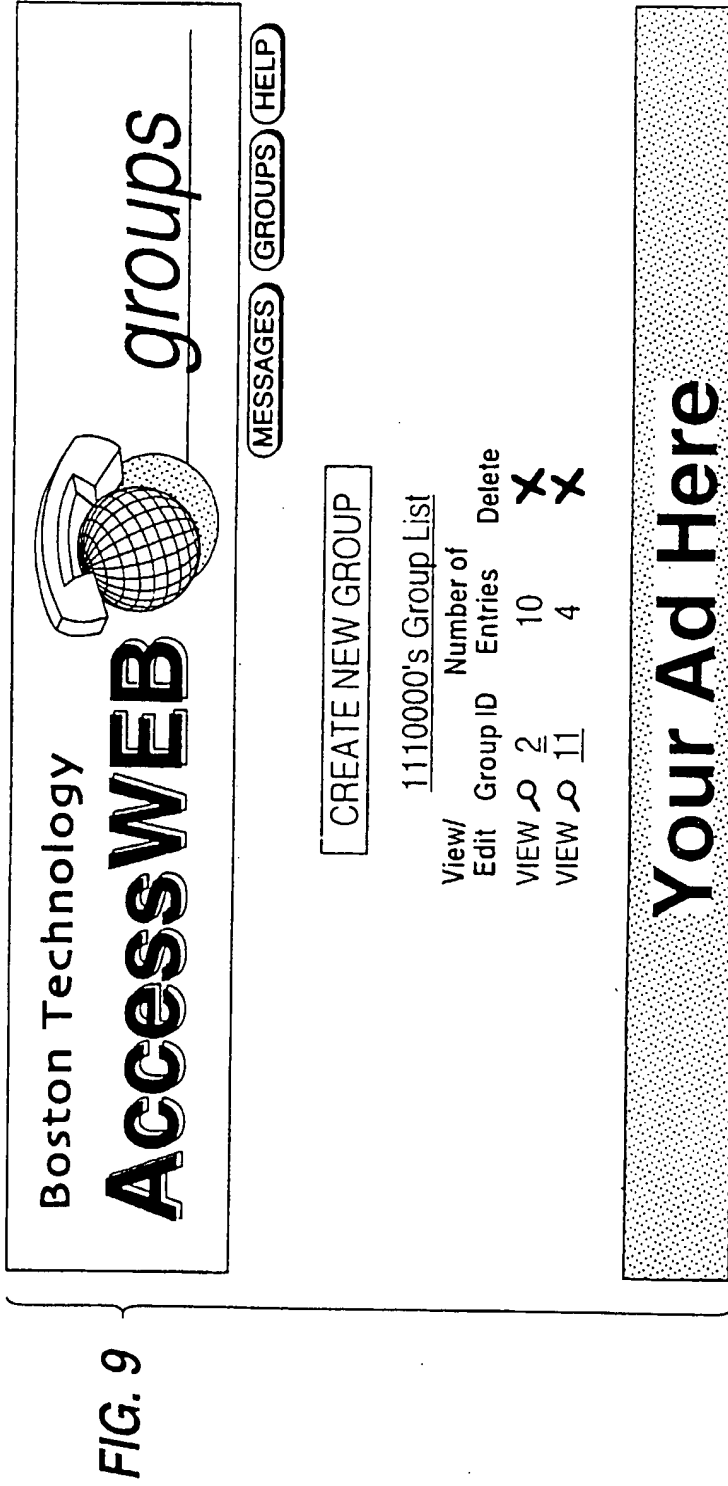 FIG. 9
Boston Technology
AccessWEB groups
MESSAGES GROUPS HELP
CREATE NEW GROUP
1110000's Group List
View/ Number of
Edit Group ID Entries Delete
VIEW 2 10 X
VIEW 11 4 X
Your Ad Here